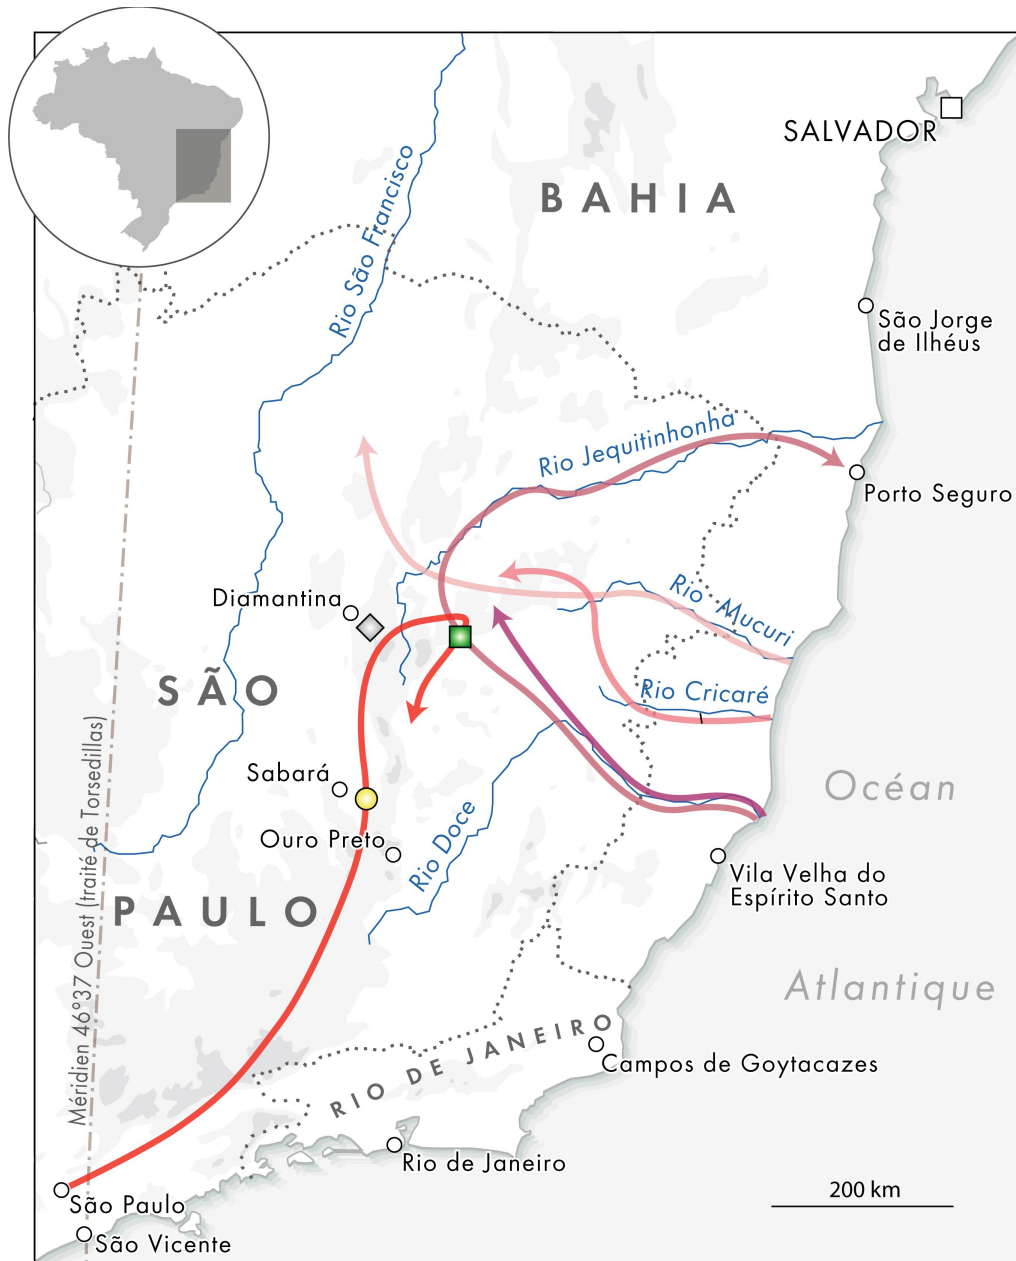 SALVADOR
BAHIA
Rio São Francisco
São Jorge
de Ilhéus
Rio Jequitinhonha
Porto Seguro
Diamantina
Rio Mucuri
SÃO
Rio Cricaré
Méridien 46°37 Ouest (traité de Torsedillas)
Sabará
Océan
Ouro Preto
Rio Doce
Vila Velha do
Espírito Santo
PAULO
Atlantique
RIO DE JANEIRO
Campos de Goytacazes
Rio de Janeiro
200 km
São Paulo
São Vicente